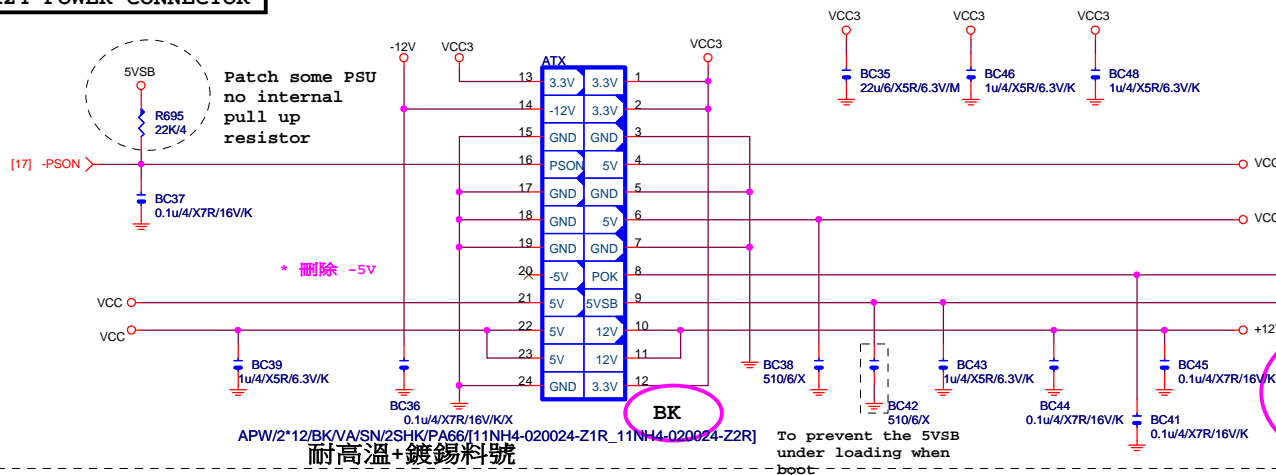 POWER CONNECTOR
5VSB
R695
22K/4
Patch some PSU
no internal
pull up
resistor
[17] -PSON
BC37
0.1u/4/X7R/16V/K
* 刪除 -5V
VCC
VCC
BC39
1u/4/X5R/6.3V/K
-12V
VCC3
ATX
VCC3
13 3.3V 3.3V 1
14 -12V 3.3V 2
15 GND GND 3
16 PSON 5V 4
17 GND GND 5
18 GND 5V 6
19 GND GND 7
20 -5V POK 8
21 5V 5VSB 9
22 5V 12V 10
23 5V 12V 11
24 GND 3.3V 12
BC36
0.1u/4/X7R/16V/K/X
BK
APW/2*12/BK/VA/SN/2SHK/PA66/[11NH4-020024-Z1R_11NH4-020024-Z2R]
耐高溫+鍍錫料號
VCC3
BC35
22u/6/X5R/6.3V/M
VCC3
BC46
1u/4/X5R/6.3V/K
VCC3
BC48
1u/4/X5R/6.3V/K
+12V
BC38
510/6/X
BC42
510/6/X
BC43
1u/4/X5R/6.3V/K
BC44
0.1u/4/X7R/16V/K
BC45
0.1u/4/X7R/16V/K
BC41
0.1u/4/X7R/16V/K
To prevent the 5VSB
under loading when
boot